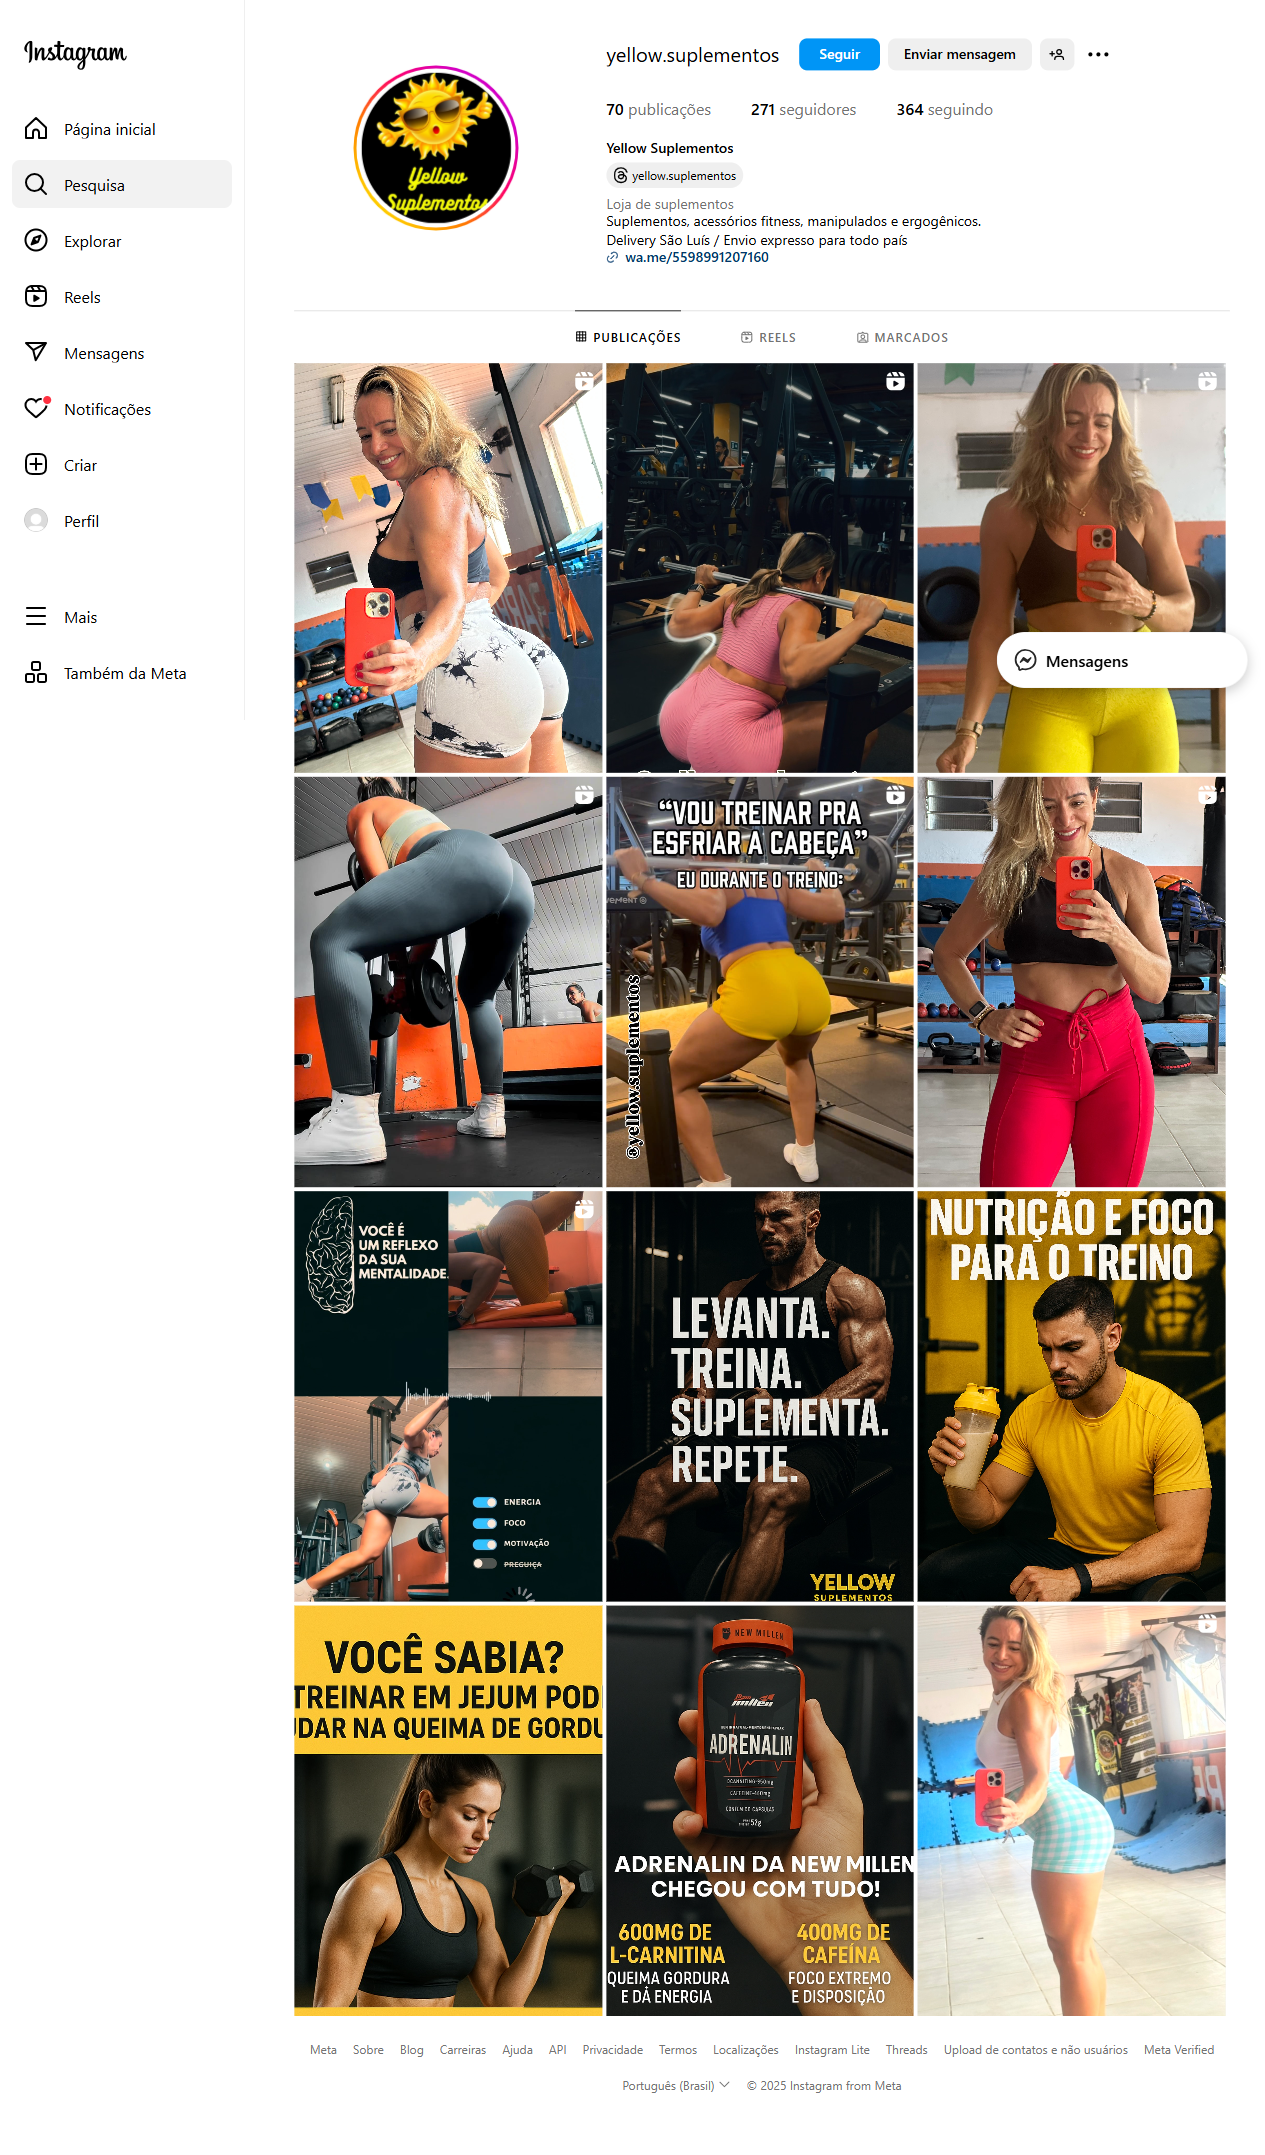 Instagram
Página inicial
Pesquisa
Explorar
Reels
Mensagens
Notificações
Criar
Perfil
Mais
Também da Meta
Yellow
Suplementos
yellow.suplementos
Seguir
Enviar mensagem
70 publicações
271 seguidores
364 seguindo
Yellow Suplementos
yellow.suplementos
Loja de suplementos
Suplementos, acessórios fitness, manipulados e ergogênicos.
Delivery São Luís / Envio expresso para todo país
wa.me/5598991207160
PUBLICAÇÕES
REELS
MARCADOS
Mensagens
“VOU TREINAR PRA
ESFRIAR A CABEÇA”
EU DURANTE O TREINO:
@yellow.suplementos
VOCÊ É
UM REFLEXO
DA SUA
MENTALIDADE.
ENERGIA
FOCO
MOTIVAÇÃO
PREGUIÇA
LEVANTA.
TREINA.
SUPLEMENTA.
REPETE.
YELLOW
SUPLEMENTOS
NUTRIÇÃO E FOCO
PARA O TREINO
VOCÊ SABIA?
TREINAR EM JEJUM POD
UDAR NA QUEIMA DE GORDU
NEW MILLEN
ADRENALIN
ADRENALIN DA NEW MILLEN
CHEGOU COM TUDO!
600MG DE
L-CARNITINA
QUEIMA GORDURA
E DÁ ENERGIA
400MG DE
CAFEÍNA
FOCO EXTREMO
E DISPOSIÇÃO
Meta
Sobre
Blog
Carreiras
Ajuda
API
Privacidade
Termos
Localizações
Instagram Lite
Threads
Upload de contatos e não usuários
Meta Verified
Português (Brasil)
© 2025 Instagram from Meta